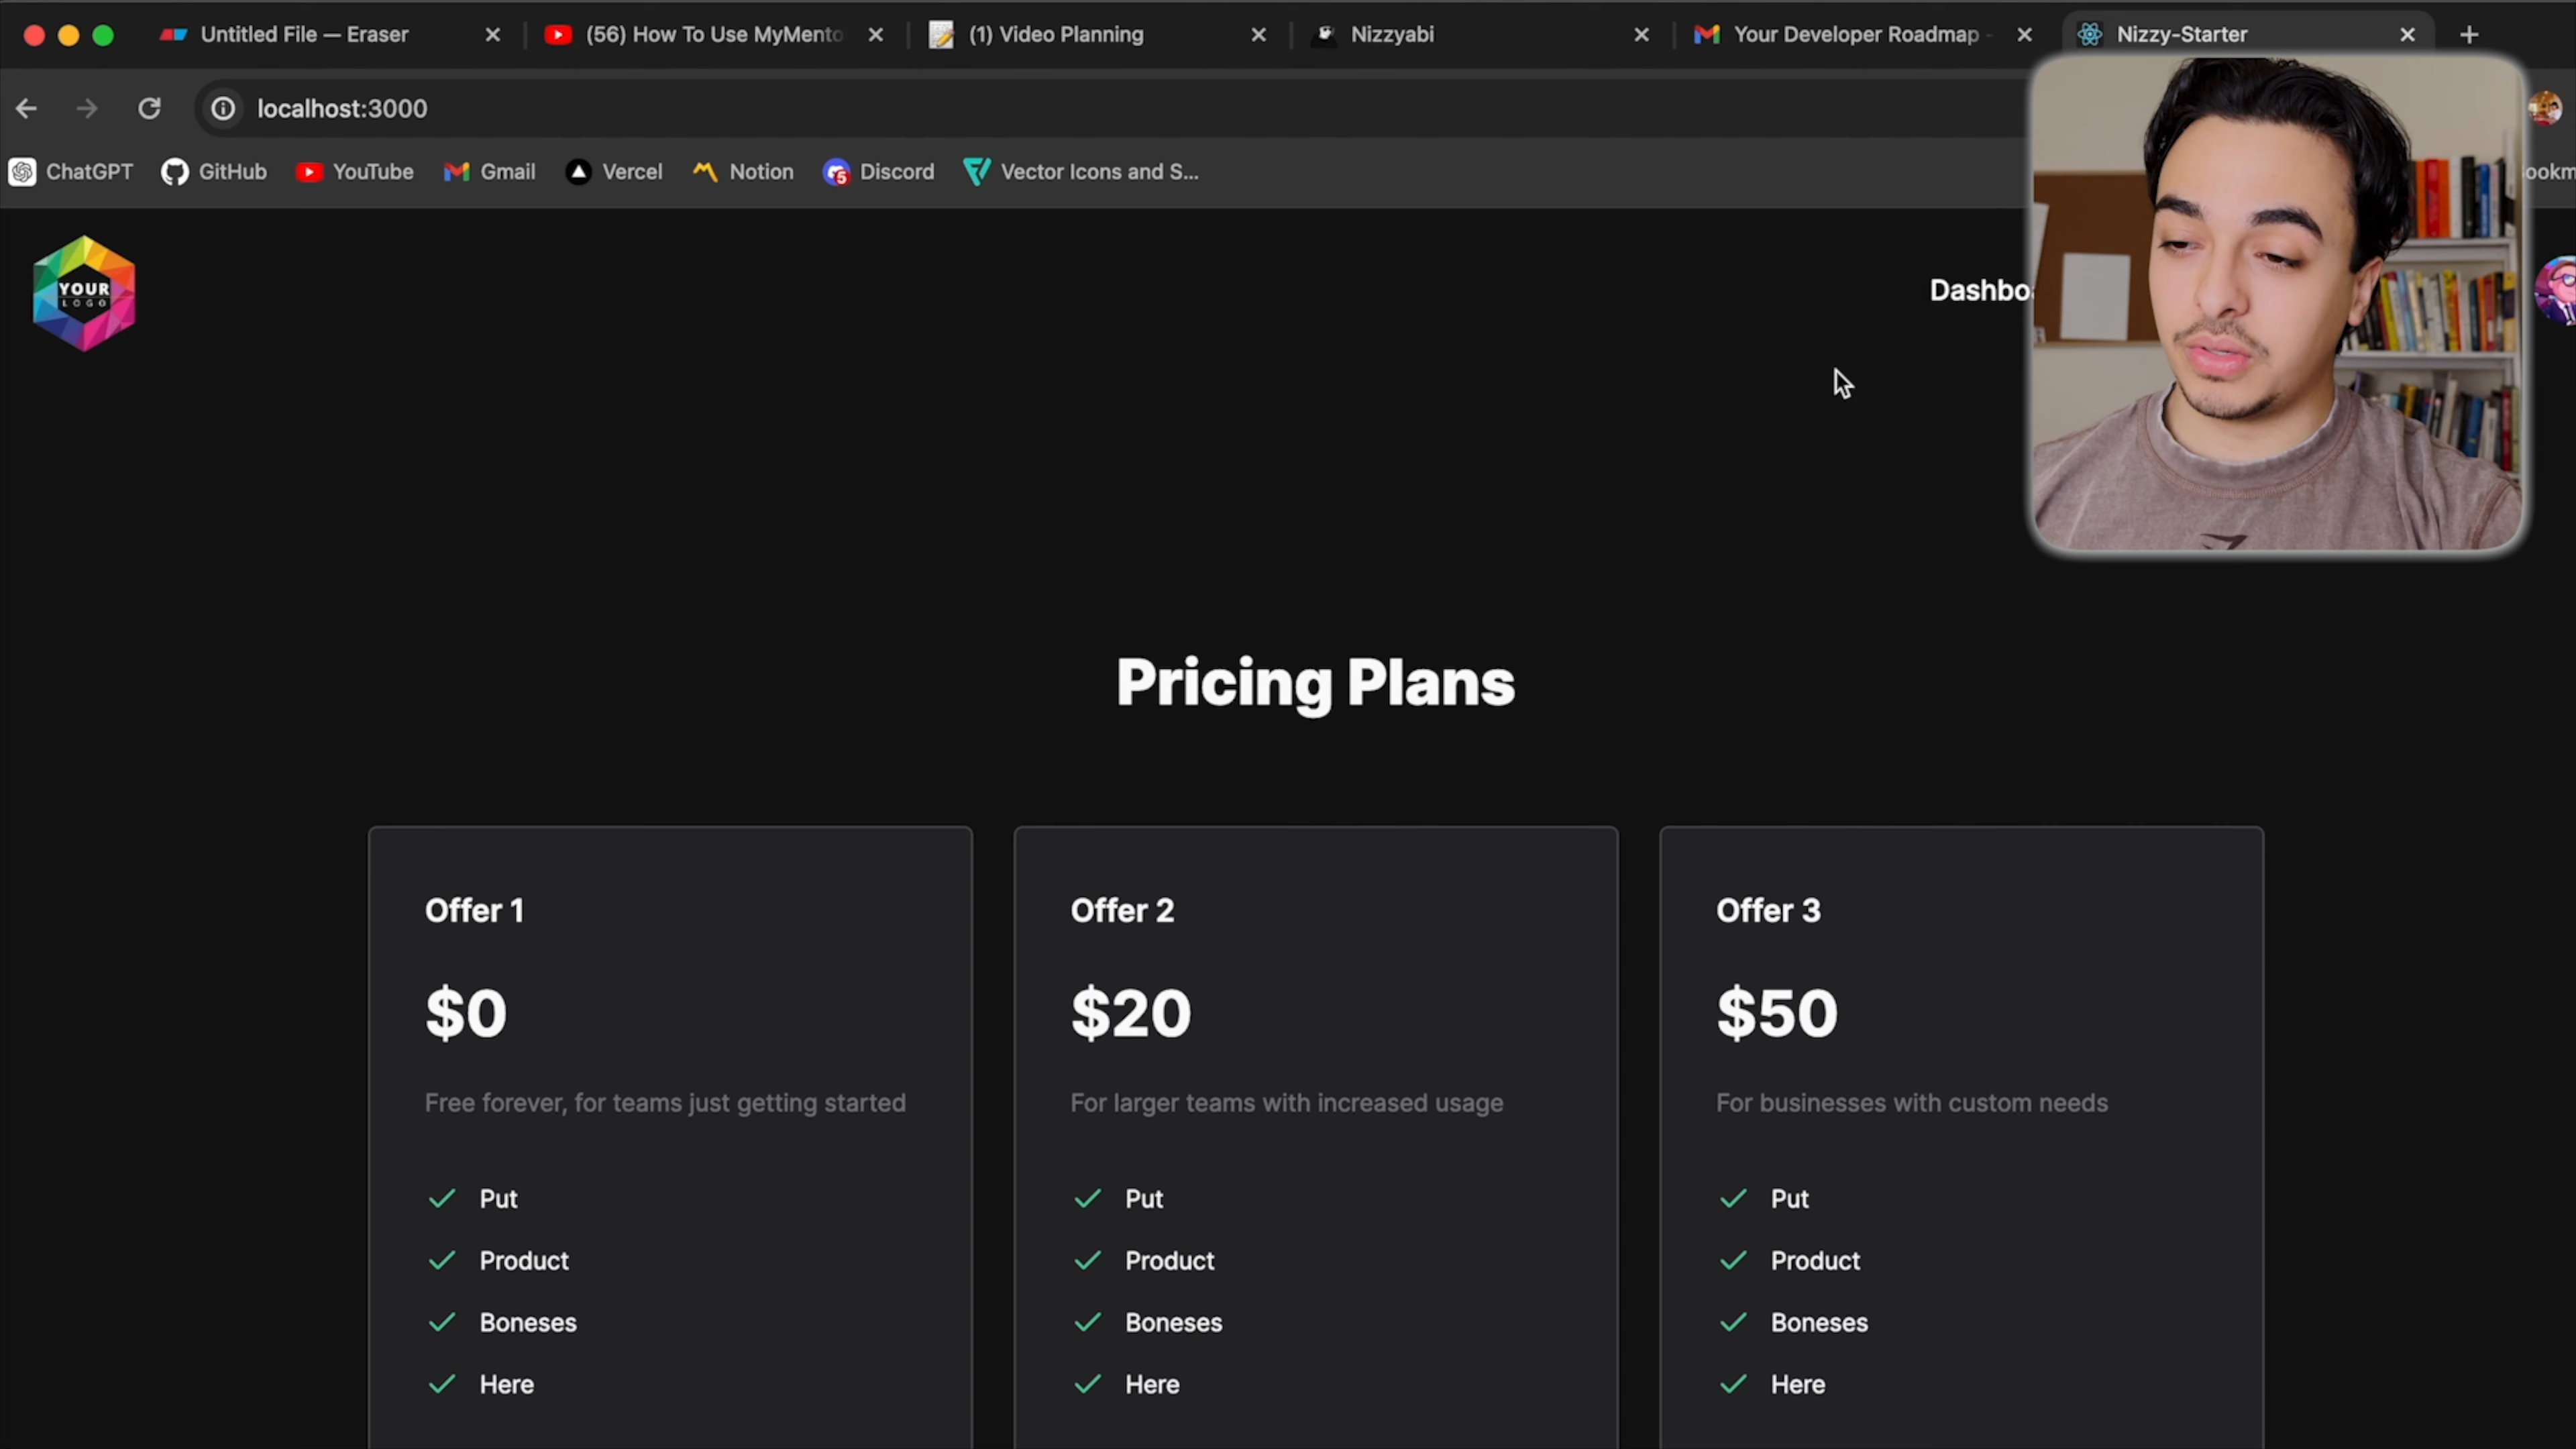 Untitled File — Eraser
(56) How To Use MyMento
(1) Video Planning
Nizzyabi
Your Developer Roadmap -
Nizzy-Starter
localhost:3000
ChatGPT
GitHub
YouTube
Gmail
Vercel
Notion
5
Discord
Vector Icons and S...
ookm
YOUR
LOGO
Dashboa
Pricing Plans
Offer 1
$0
Free forever, for teams just getting started
Put
Product
Boneses
Here
Offer 2
$20
For larger teams with increased usage
Put
Product
Boneses
Here
Offer 3
$50
For businesses with custom needs
Put
Product
Boneses
Here